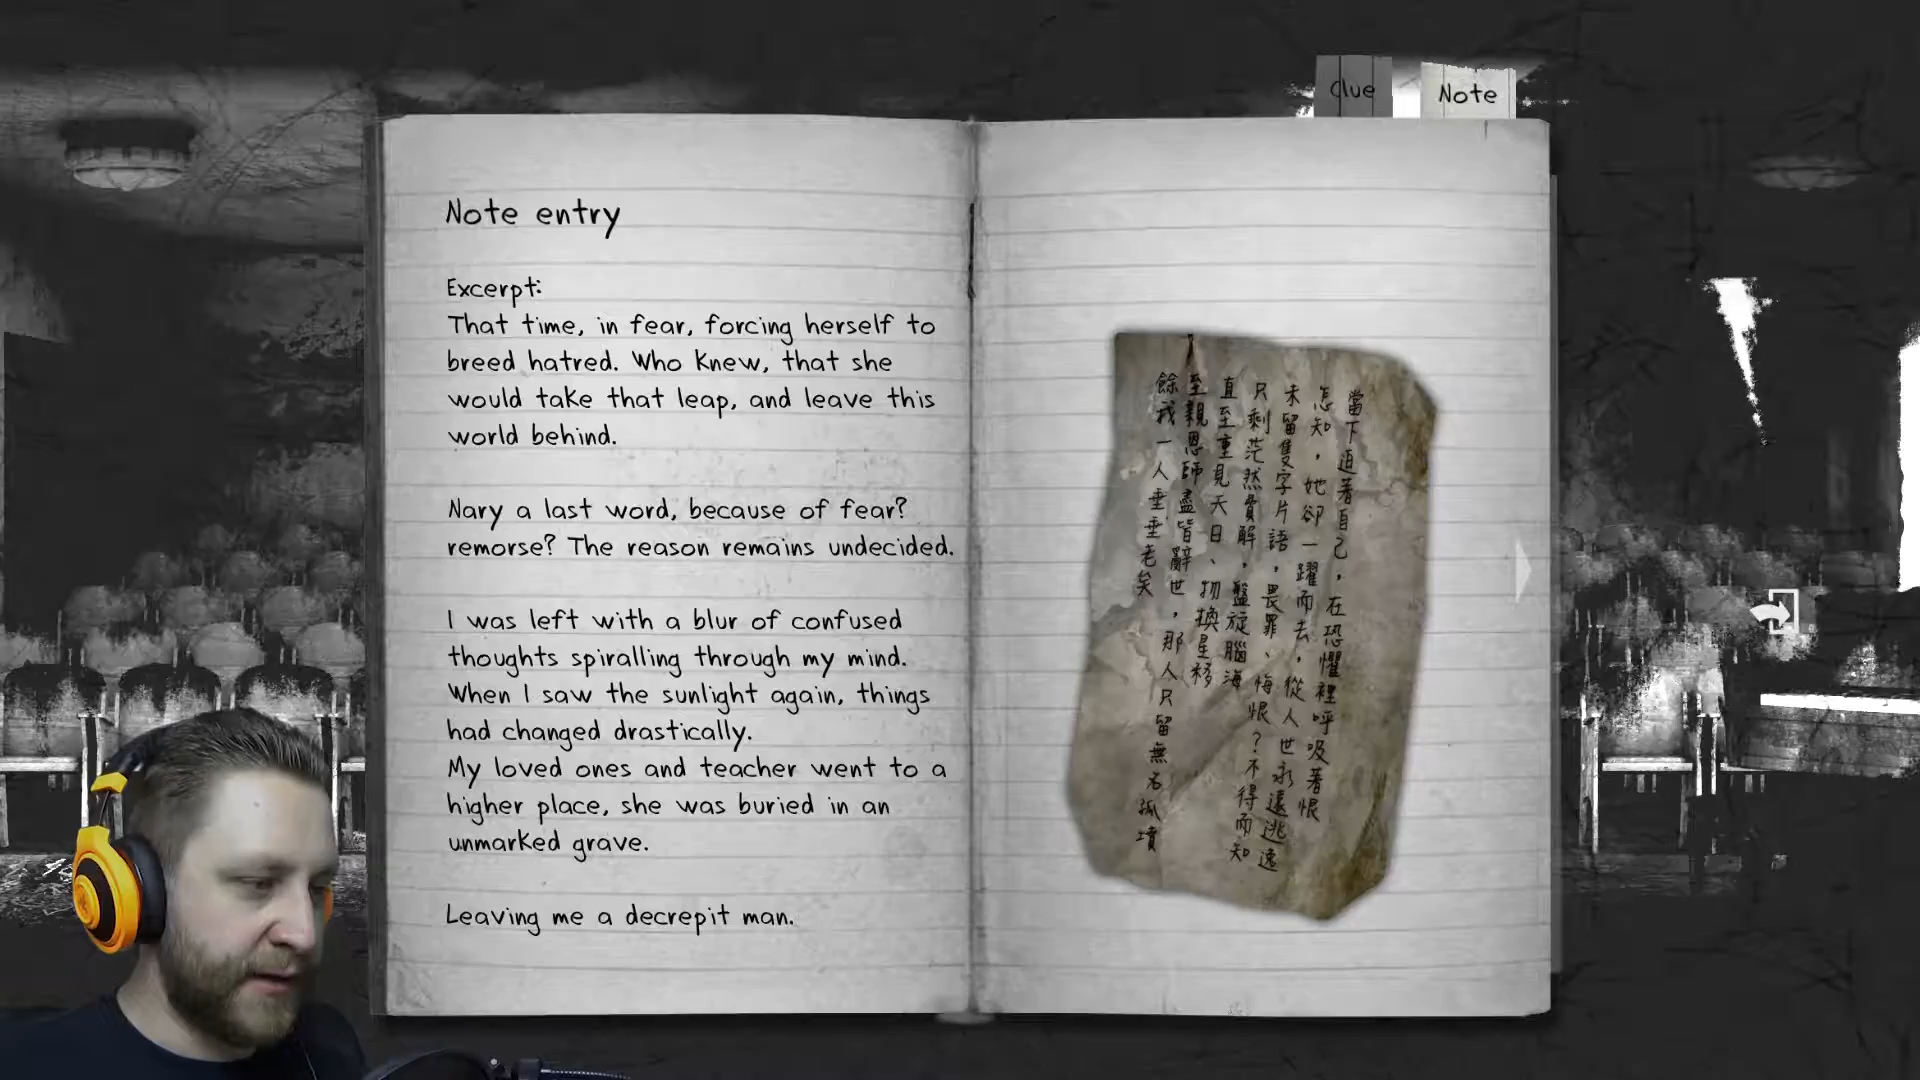 Clue
Note
Note entry
Excerpt:
That time, in fear, forcing herself to
breed hatred. Who Knew, that she
would take that leap, and leave this
world behind.
Nary a last word, because of fear?
remorse? The reason remains undecided.
I was left with a blur of confused
thoughts spiralling through my mind.
When I saw the sunlight again, things
had changed drastically.
My loved ones and teacher went to a
higher place, she was buried in an
unmarked grave.
Leaving me a decrepit man.
當下迫著自己，在恐懼裡呼吸著恨
怎知，她卻一躍而去，從人世永遠逃逸
未留隻字片語，畏罪、悔恨？不得而知
只剩茫然費解，盤旋腦海
直至重見天日、物換星移
至親恩師盡皆辭世，那人只留無名孤墳
餘我一人垂垂老矣